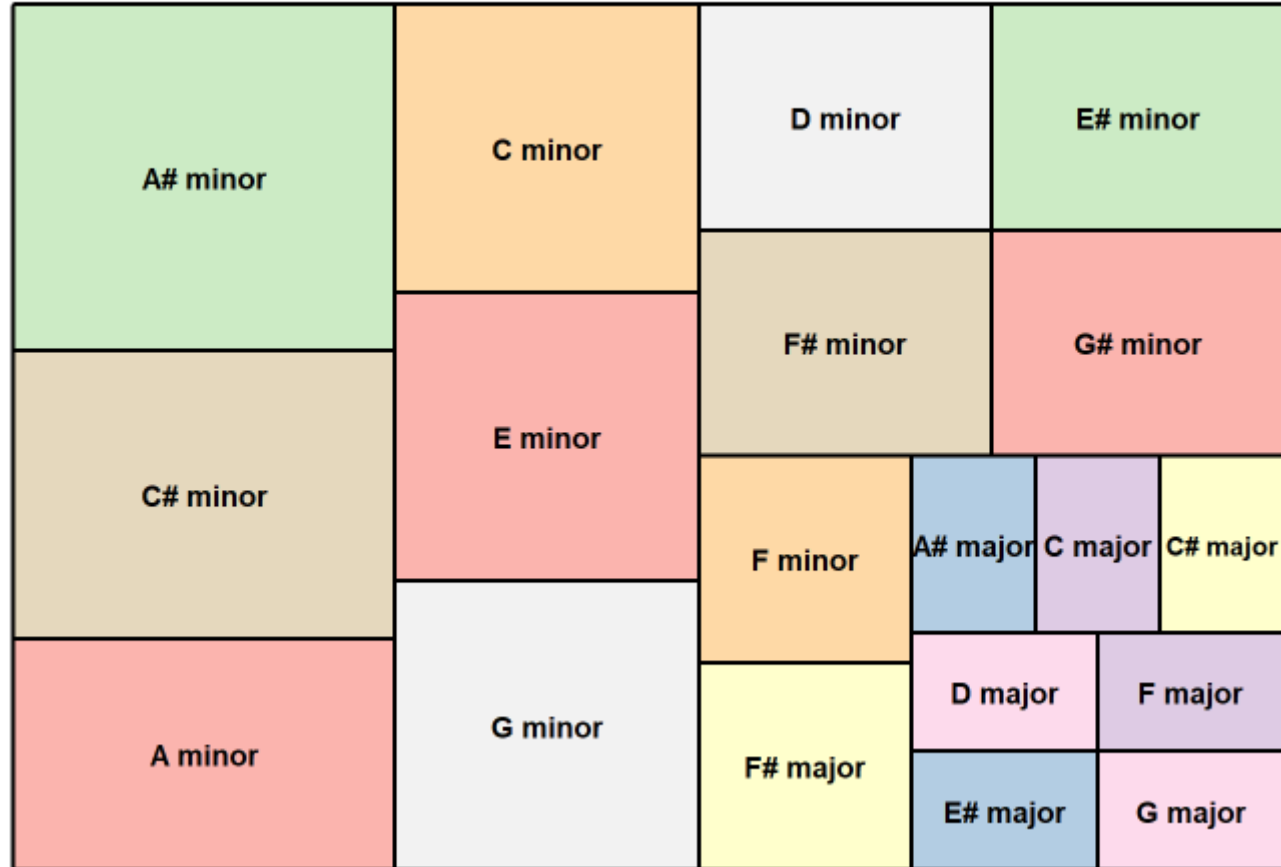 A# minor
C# minor
A minor
C minor
E minor
G minor
D minor
E# minor
F# minor
G# minor
F minor
F# major
A# major
C major
C# major
D major
F major
E# major
G major